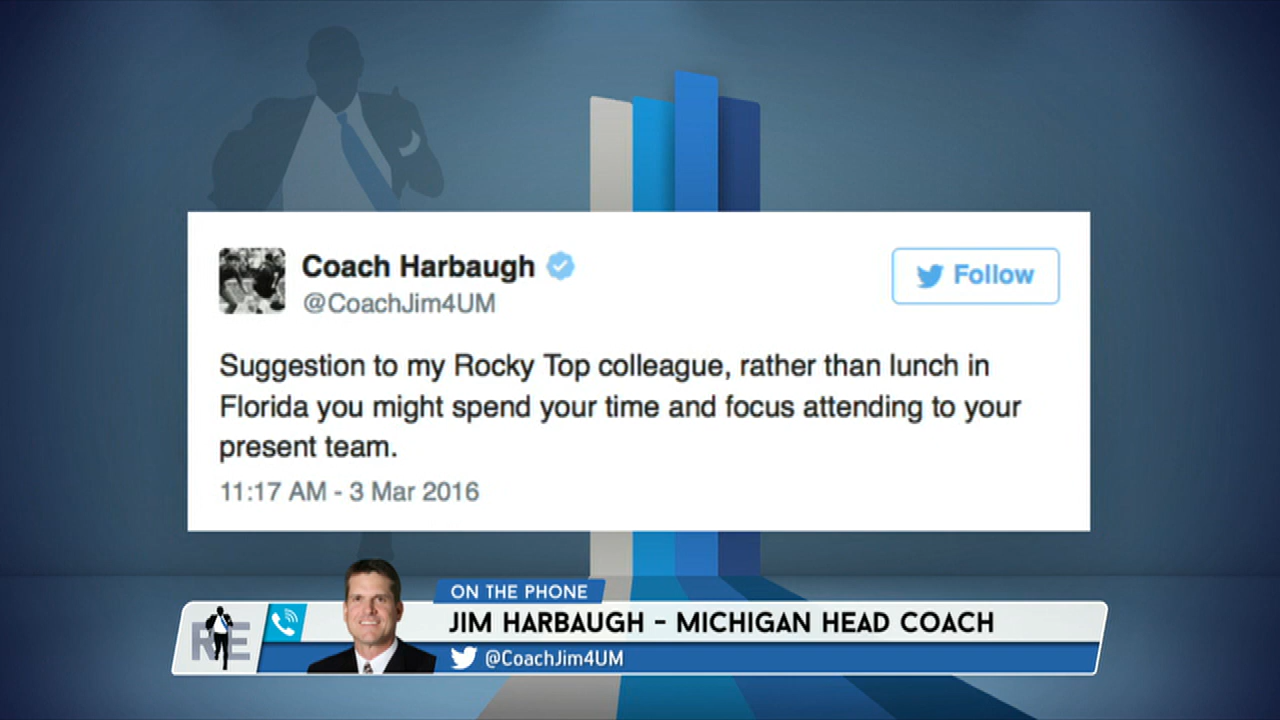 Coach Harbaugh
@CoachJim4UM
Follow
Suggestion to my Rocky Top colleague, rather than lunch in
Florida you might spend your time and focus attending to your
present team.
11:17 AM - 3 Mar 2016
ON THE PHONE
JIM HARBAUGH - MICHIGAN HEAD COACH
@CoachJim4UM
RE